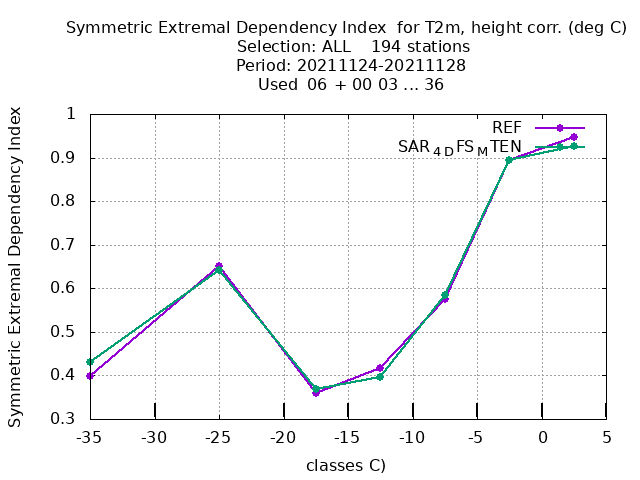 Symmetric Extremal Dependency Index  for T2m, height corr. (deg C)
Selection: ALL    194 stations
Period: 20211124-20211128
Used  06 + 00 03 ... 36
Symmetric Extremal Dependency Index
1
0.9
0.8
0.7
0.6
0.5
0.4
0.3
REF
SAR4DFSMTEN
-35 -30 -25 -20 -15 -10 -5 0 5
classes C)